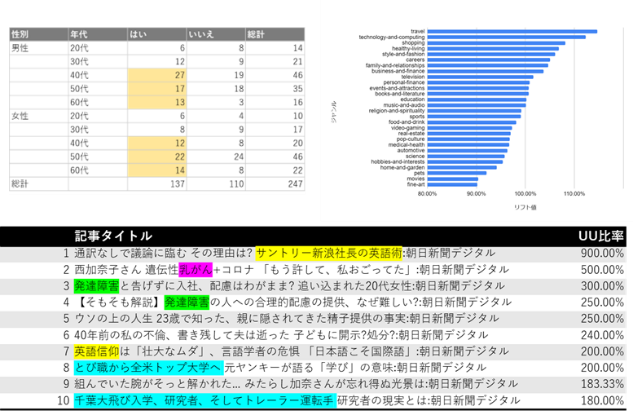 性別 年代 はい いいえ 総計
男性 20代 6 8 14
30代 12 9 21
40代 27 19 46
50代 17 18 35
60代 13 3 16
女性 20代 6 4 10
30代 8 9 17
40代 12 8 20
50代 22 24 46
60代 14 8 22
総計 137 110 247
ジャンル
travel
technology-and-computing
shopping
healthy-living
style-and-fashion
careers
family-and-relationships
business-and-finance
television
personal-finance
events-and-attractions
books-and-literature
education
music-and-audio
religion-and-spirituality
sports
food-and-drink
video-gaming
real-estate
pop-culture
medical-health
automotive
science
hobbies-and-interests
home-and-garden
pets
movies
fine-art
80.00% 90.00% 100.00% 110.00%
リフト値
記事タイトル UU比率
1 通訳なしで議論に臨む その理由は? サントリー新浪社長の英語術:朝日新聞デジタル 900.00%
2 西加奈子さん 遺伝性乳がん+コロナ 「もう許して、私おごってた」:朝日新聞デジタル 500.00%
3 発達障害と告げずに入社、配慮はわがまま? 追い込まれた20代女性:朝日新聞デジタル 300.00%
4 【そもそも解説】発達障害の人への合理的配慮の提供、なぜ難しい?:朝日新聞デジタル 250.00%
5 ウソの上の人生 23歳で知った、親に隠されてきた精子提供の事実:朝日新聞デジタル 250.00%
6 40年前の私の不倫、書き残して夫は逝った 子どもに開示?処分?:朝日新聞デジタル 240.00%
7 英語信仰は「壮大なムダ」、言語学者の危惧 「日本語こそ国際語」:朝日新聞デジタル 200.00%
8 とび職から全米トップ大学へ 元ヤンキーが語る「学び」の意味:朝日新聞デジタル 200.00%
9 組んでいた腕がそっと解かれた… みたらし加奈さんが忘れ得ぬ光景は:朝日新聞デジタル 183.33%
10 千葉大飛び入学、研究者、そしてトレーラー運転手 研究者の現実とは:朝日新聞デジタル 180.00%